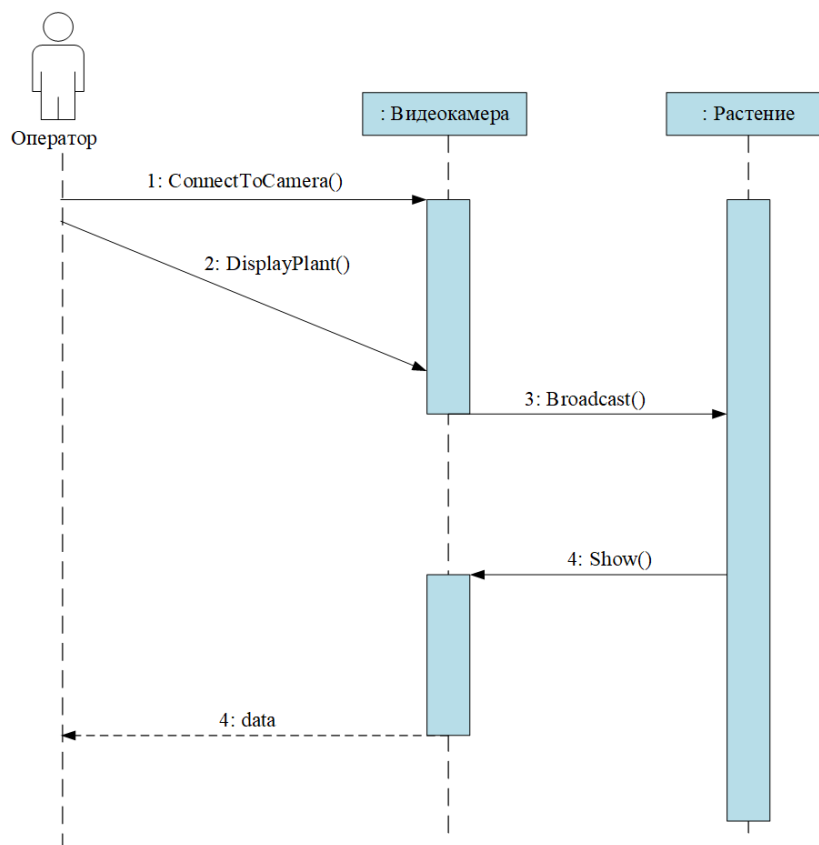 Оператор
: Видеокамера
: Растение
1: ConnectToCamera()
2: DisplayPlant()
3: Broadcast()
4: Show()
4: data